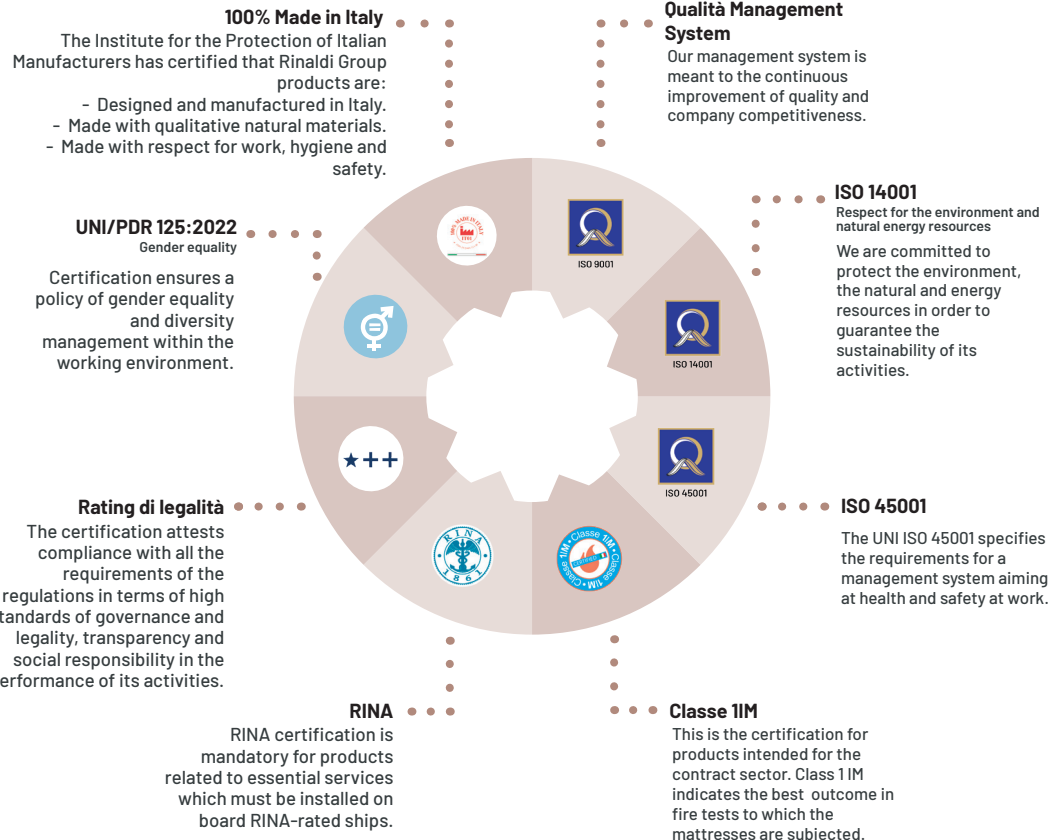 100% Made in Italy
The Institute for the Protection of Italian
Manufacturers has certified that Rinaldi Group
products are:
- Designed and manufactured in Italy.
- Made with qualitative natural materials.
- Made with respect for work, hygiene and
safety.
Qualità Management
System
Our management system is
meant to the continuous
improvement of quality and
company competitiveness.
ISO 14001
Respect for the environment and
natural energy resources
We are committed to
protect the environment,
the natural and energy
resources in order to
guarantee the
sustainability of its
activities.
UNI/PDR 125:2022
Gender equality
Certification ensures a
policy of gender equality
and diversity
management within the
working environment.
100% MADE IN ITALY
ISO 9001
ISO 14001
ISO 45001
★++
RINA
1861
Classe 1IM • Classe 1IM • Classe 1IM •
Rating di legalità
The certification attests
compliance with all the
requirements of the
regulations in terms of high
tandards of governance and
legality, transparency and
social responsibility in the
erformance of its activities.
ISO 45001
The UNI ISO 45001 specifies
the requirements for a
management system aiming
at health and safety at work.
RINA
RINA certification is
mandatory for products
related to essential services
which must be installed on
board RINA-rated ships.
Classe 1IM
This is the certification for
products intended for the
contract sector. Class 1 IM
indicates the best outcome in
fire tests to which the
mattresses are subjected.